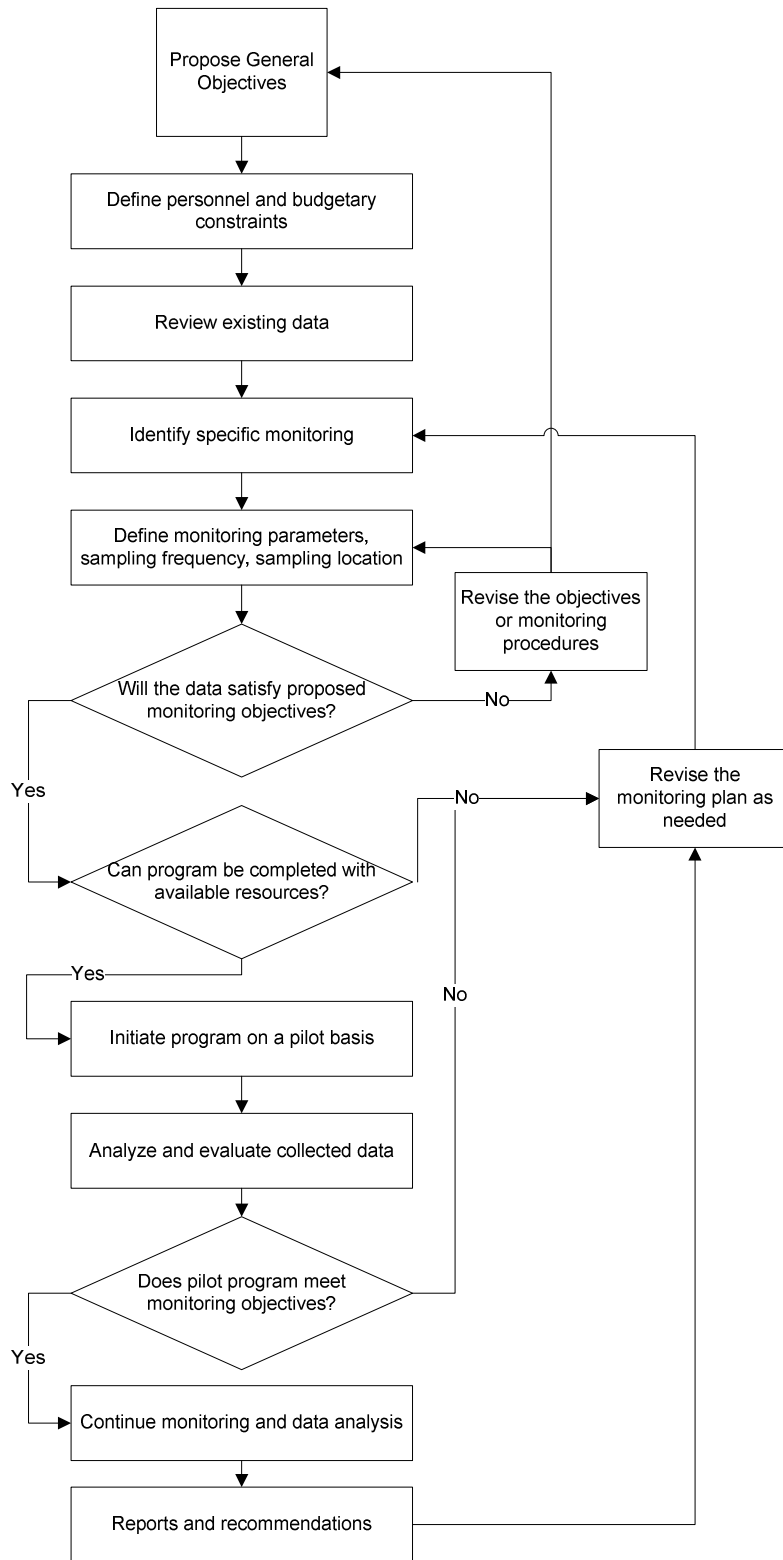 Propose General
Objectives
Define personnel and budgetary
constraints
Review existing data
Identify specific monitoring
Define monitoring parameters,
sampling frequency, sampling location
Revise the objectives
or monitoring
procedures
Will the data satisfy proposed
monitoring objectives?
No
Yes
Revise the
monitoring plan as
needed
No
Can program be completed with
available resources?
Yes
No
Initiate program on a pilot basis
Analyze and evaluate collected data
Does pilot program meet
monitoring objectives?
Yes
Continue monitoring and data analysis
Reports and recommendations